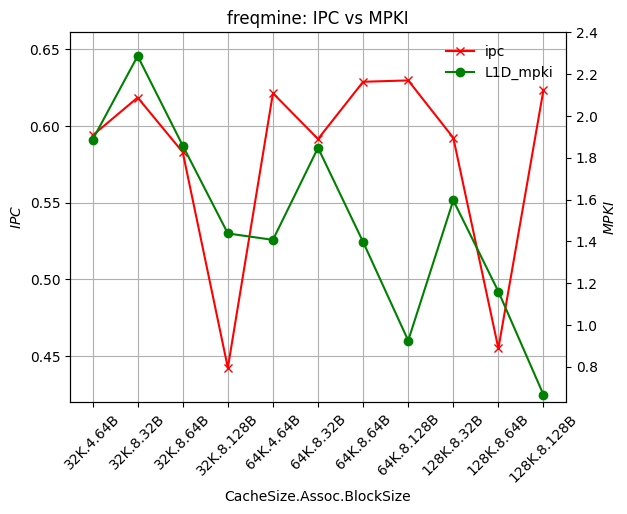 freqmine: IPC vs MPKI
ipc
L1D_mpki
0.65
0.60
0.55
0.50
0.45
IPC
2.4
2.2
2.0
1.8
1.6
1.4
1.2
1.0
0.8
MPKI
32K.4.64B
32K.8.32B
32K.8.64B
32K.8.128B
64K.4.64B
64K.8.32B
64K.8.64B
64K.8.128B
128K.8.32B
128K.8.64B
128K.8.128B
CacheSize.Assoc.BlockSize